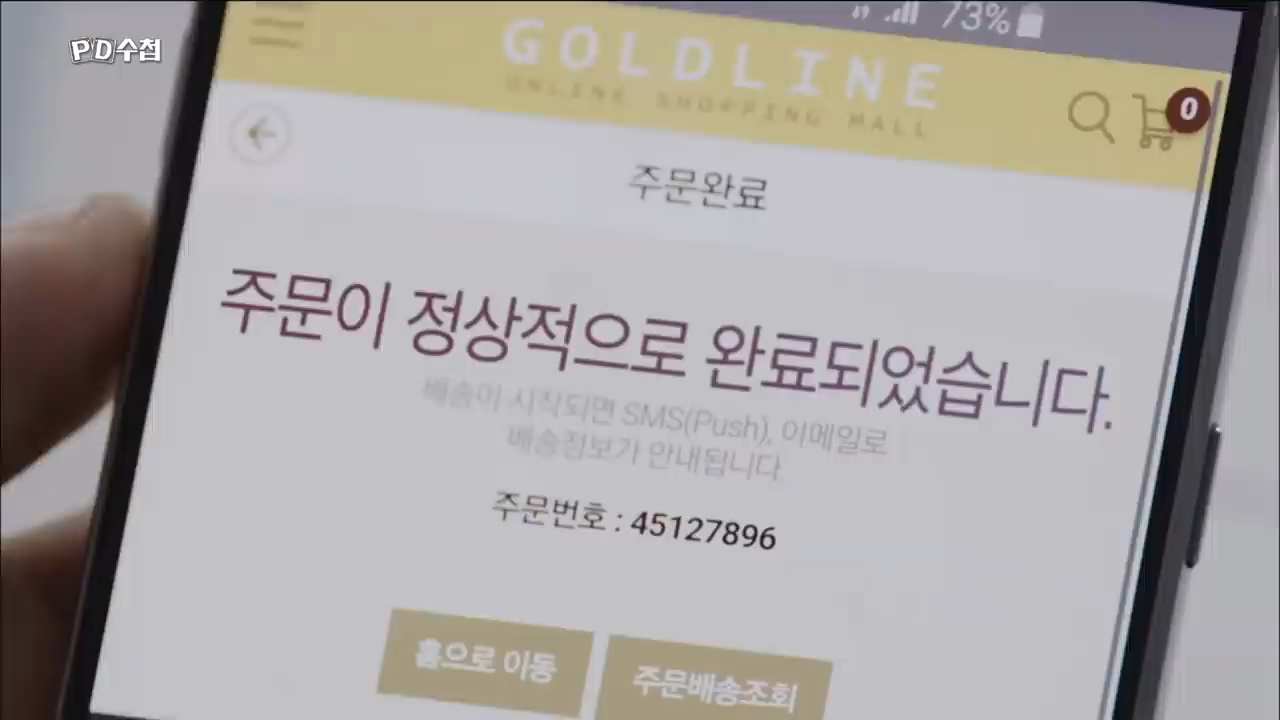 PD수첩
73%
GOLDLINE
ONLINE SHOPPING MALL
0
주문완료
주문이 정상적으로 완료되었습니다.
배송이 시작되면 SMS(Push), 이메일로
배송정보가 안내됩니다
주문번호 : 45127896
홈으로 이동
주문배송조회